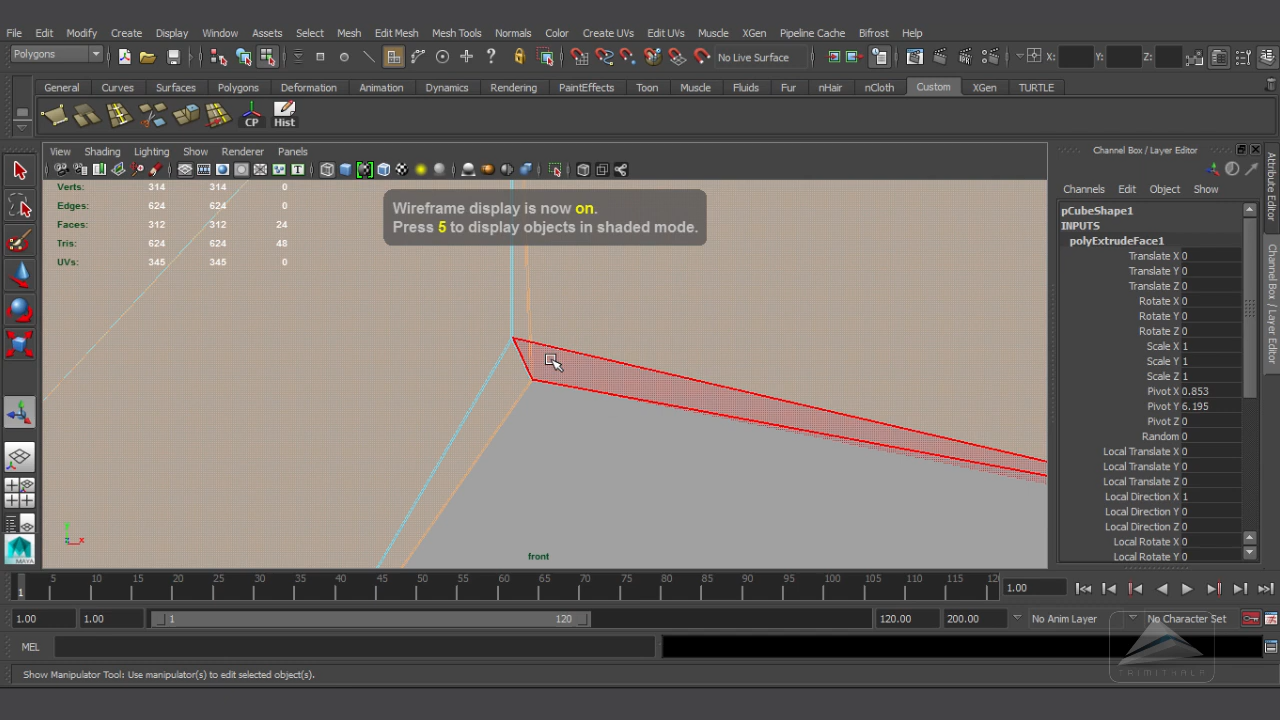 File Edit Modify Create Display Window Assets Select Mesh Edit Mesh Mesh Tools Normals Color Create UVs Edit UVs Muscle XGen Pipeline Cache Bifrost Help
Polygons No Live Surface X: Y: Z:
General Curves Surfaces Polygons Deformation Animation Dynamics Rendering PaintEffects Toon Muscle Fluids Fur nHair nCloth Custom XGen TURTLE
CP Hist
View Shading Lighting Show Renderer Panels
Channel Box / Layer Editor
Verts: 314 314 0
Edges: 624 624 0
Faces: 312 312 24
Tris: 624 624 48
UVs: 345 345 0
Wireframe display is now on.
Press 5 to display objects in shaded mode.
Channels Edit Object Show
pCubeShape1
INPUTS
polyExtrudeFace1
Translate X 0
Translate Y 0
Translate Z 0
Rotate X 0
Rotate Y 0
Rotate Z 0
Scale X 1
Scale Y 1
Scale Z 1
Pivot X 0.853
Pivot Y 6.195
Pivot Z 0
Random 0
Local Translate X 0
Local Translate Y 0
Local Translate Z 0
Local Direction X 1
Local Direction Y 0
Local Direction Z 0
Local Rotate X 0
Local Rotate Y 0
Attribute Editor
Channel Box / Layer Editor
y
z x
front
MAYA
1 5 10 15 20 25 30 35 40 45 50 55 60 65 70 75 80 85 90 95 100 105 110 115 12
1.00
1.00 1.00 1 120 120.00 200.00 No Anim Layer No Character Set
MEL
TRIMITHALA
Show Manipulator Tool: Use manipulator(s) to edit selected object(s).